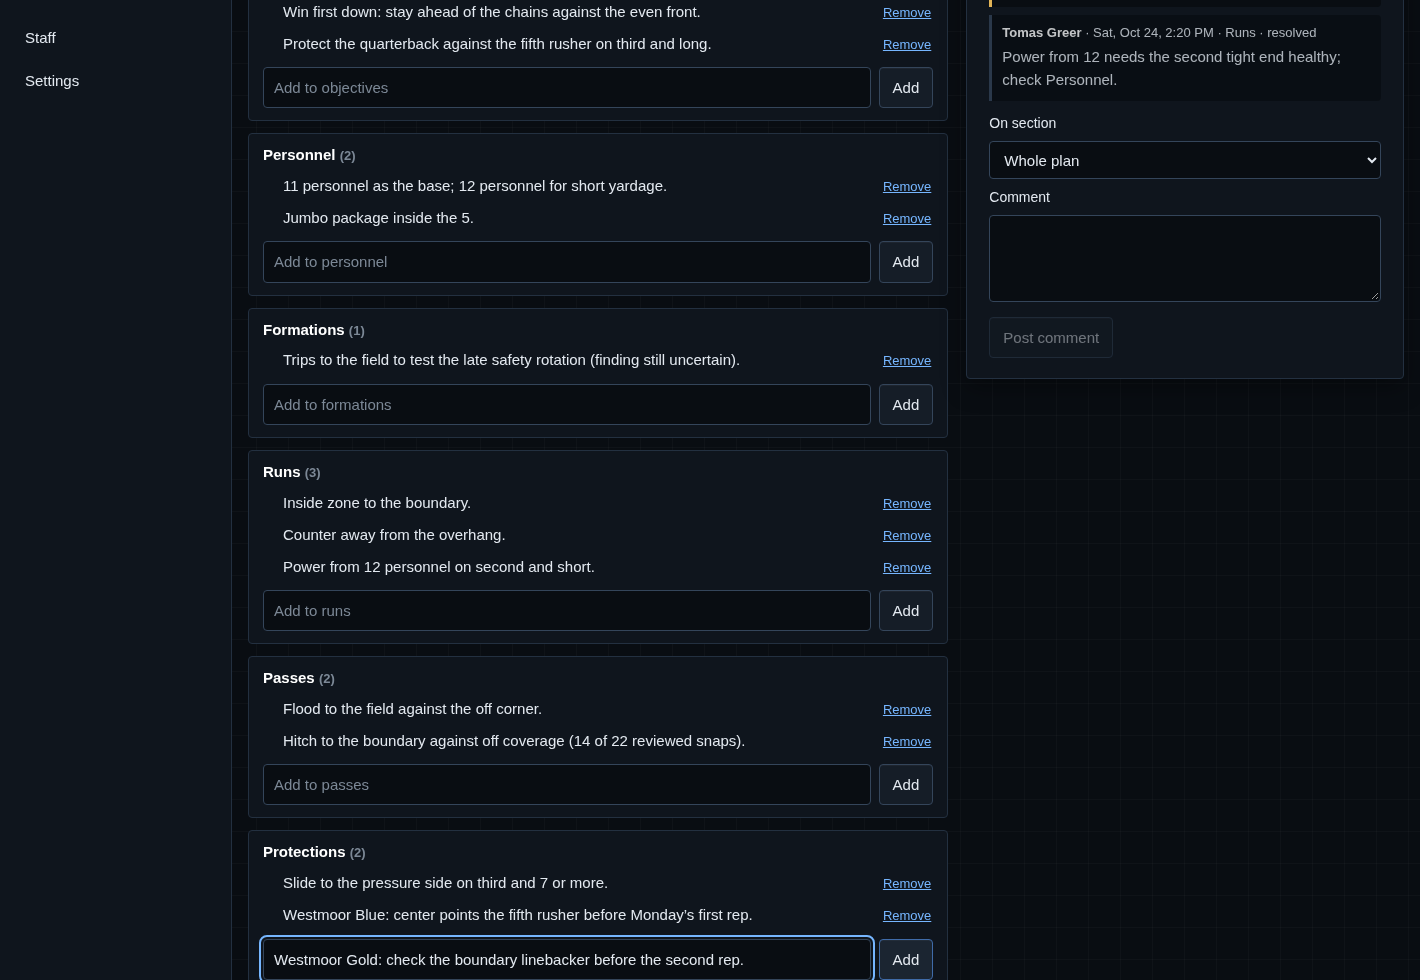 Staff
Settings
Win first down: stay ahead of the chains against the even front.
Remove
Protect the quarterback against the fifth rusher on third and long.
Remove
Add to objectives
Add
Personnel (2)
11 personnel as the base; 12 personnel for short yardage.
Remove
Jumbo package inside the 5.
Remove
Add to personnel
Add
Formations (1)
Trips to the field to test the late safety rotation (finding still uncertain).
Remove
Add to formations
Add
Runs (3)
Inside zone to the boundary.
Remove
Counter away from the overhang.
Remove
Power from 12 personnel on second and short.
Remove
Add to runs
Add
Passes (2)
Flood to the field against the off corner.
Remove
Hitch to the boundary against off coverage (14 of 22 reviewed snaps).
Remove
Add to passes
Add
Protections (2)
Slide to the pressure side on third and 7 or more.
Remove
Westmoor Blue: center points the fifth rusher before Monday’s first rep.
Remove
Westmoor Gold: check the boundary linebacker before the second rep.
Add
Tomas Greer · Sat, Oct 24, 2:20 PM · Runs · resolved
Power from 12 needs the second tight end healthy;
check Personnel.
On section
Whole plan
Comment
Post comment